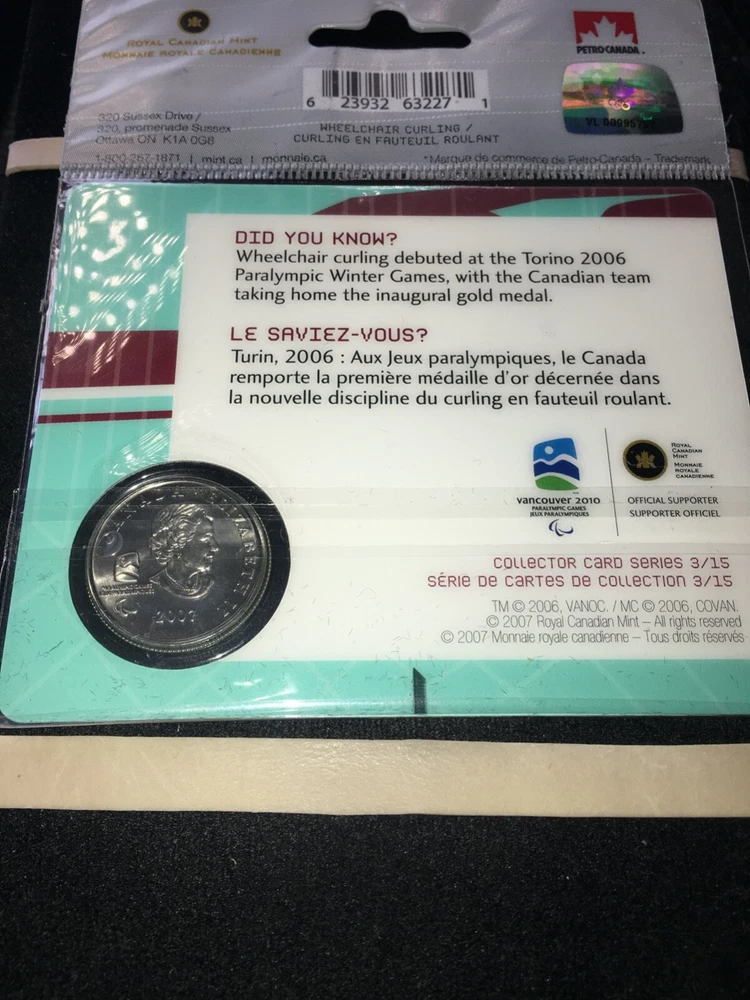 ROYAL CANADIAN MINT
MONNAIE ROYALE CANADIENNE
PETRO-CANADA
6 23932 63227 1
VL
320 Sussex Drive /
320, promenade Sussex
Ottawa ON K1A 0G8
1-800-267-1871 | mint.ca | monnaie.ca
WHEELCHAIR CURLING /
CURLING EN FAUTEUIL ROULANT
*Marque de commerce de Petro-Canada – Trademark
DID YOU KNOW?
Wheelchair curling debuted at the Torino 2006
Paralympic Winter Games, with the Canadian team
taking home the inaugural gold medal.
LE SAVIEZ-VOUS?
Turin, 2006 : Aux Jeux paralympiques, le Canada
remporte la première médaille d'or décernée dans
la nouvelle discipline du curling en fauteuil roulant.
vancouver 2010
PARALYMPIC GAMES
JEUX PARALYMPIQUES
ROYAL
CANADIAN
MINT
MONNAIE
ROYALE
CANADIENNE
OFFICIAL SUPPORTER
SUPPORTER OFFICIEL
CANADA ELIZABETH II
2007
COLLECTOR CARD SERIES 3/15
SÉRIE DE CARTES DE COLLECTION 3/15
TM © 2006, VANOC. / MC © 2006, COVAN.
© 2007 Royal Canadian Mint – All rights reserved
© 2007 Monnaie royale canadienne – Tous droits réservés